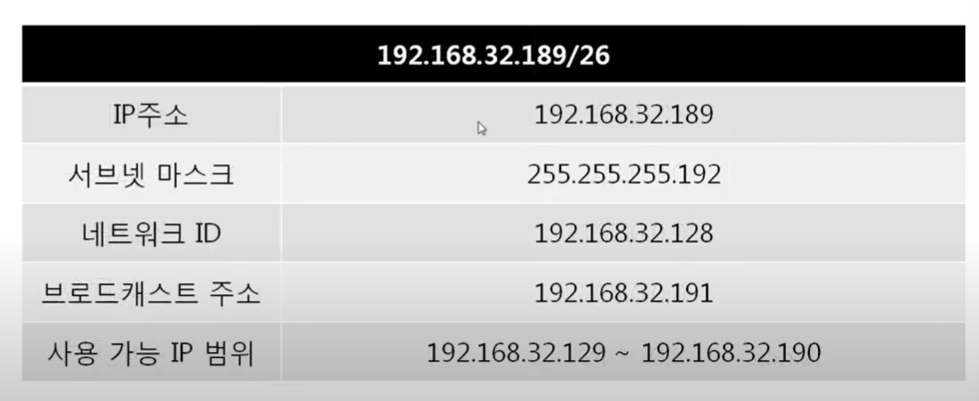 192.168.32.189/26
IP주소 192.168.32.189
서브넷 마스크 255.255.255.192
네트워크 ID 192.168.32.128
브로드캐스트 주소 192.168.32.191
사용 가능 IP 범위 192.168.32.129 ~ 192.168.32.190